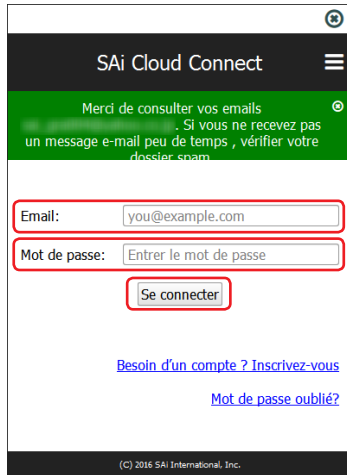 SAi Cloud Connect
Merci de consulter vos emails
. Si vous ne recevez pas
un message e-mail peu de temps , vérifier votre
dossier spam
Email:
you@example.com
Mot de passe:
Entrer le mot de passe
Se connecter
Besoin d'un compte ? Inscrivez-vous
Mot de passe oublié?
(C) 2016 SAi International, Inc.